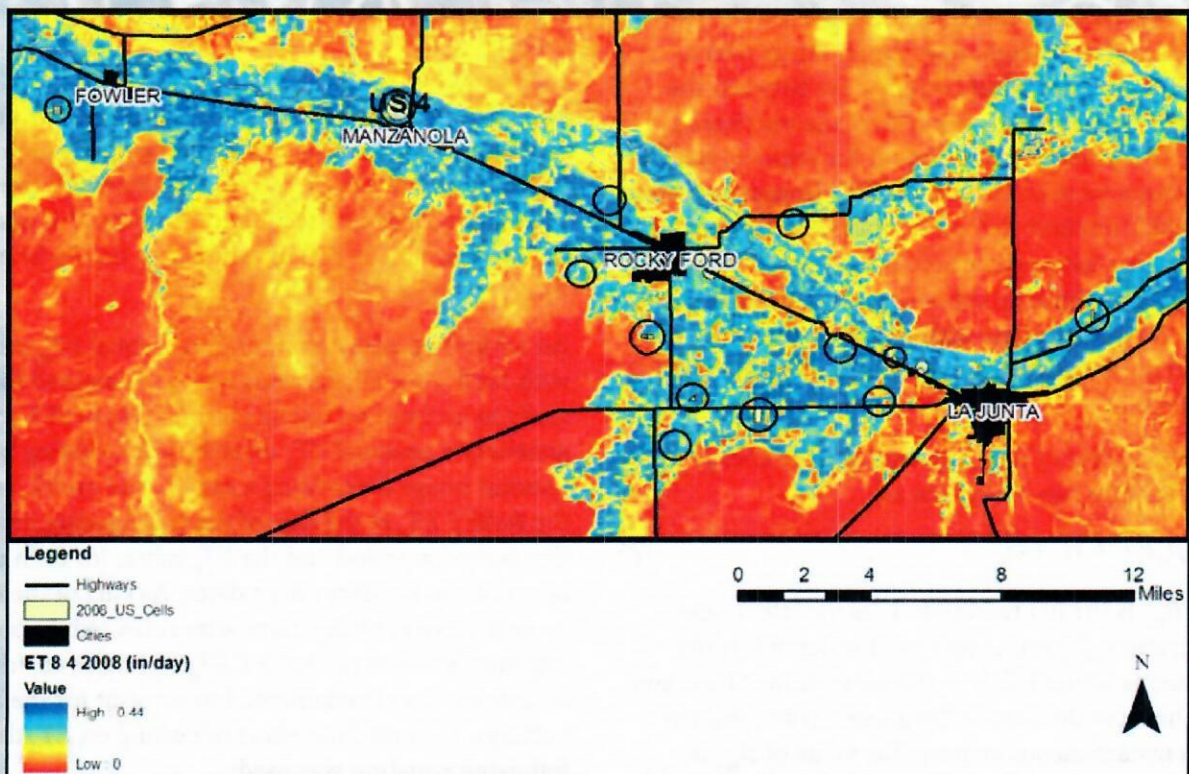 FOWLER
US 4
MANZANOLA
ROCKY FORD
LA JUNTA
Legend
Highways
2008_US_Cells
Cities
ET 8 4 2008 (in/day)
Value
High 0.44
Low 0
0 2 4 8 12
Miles
N